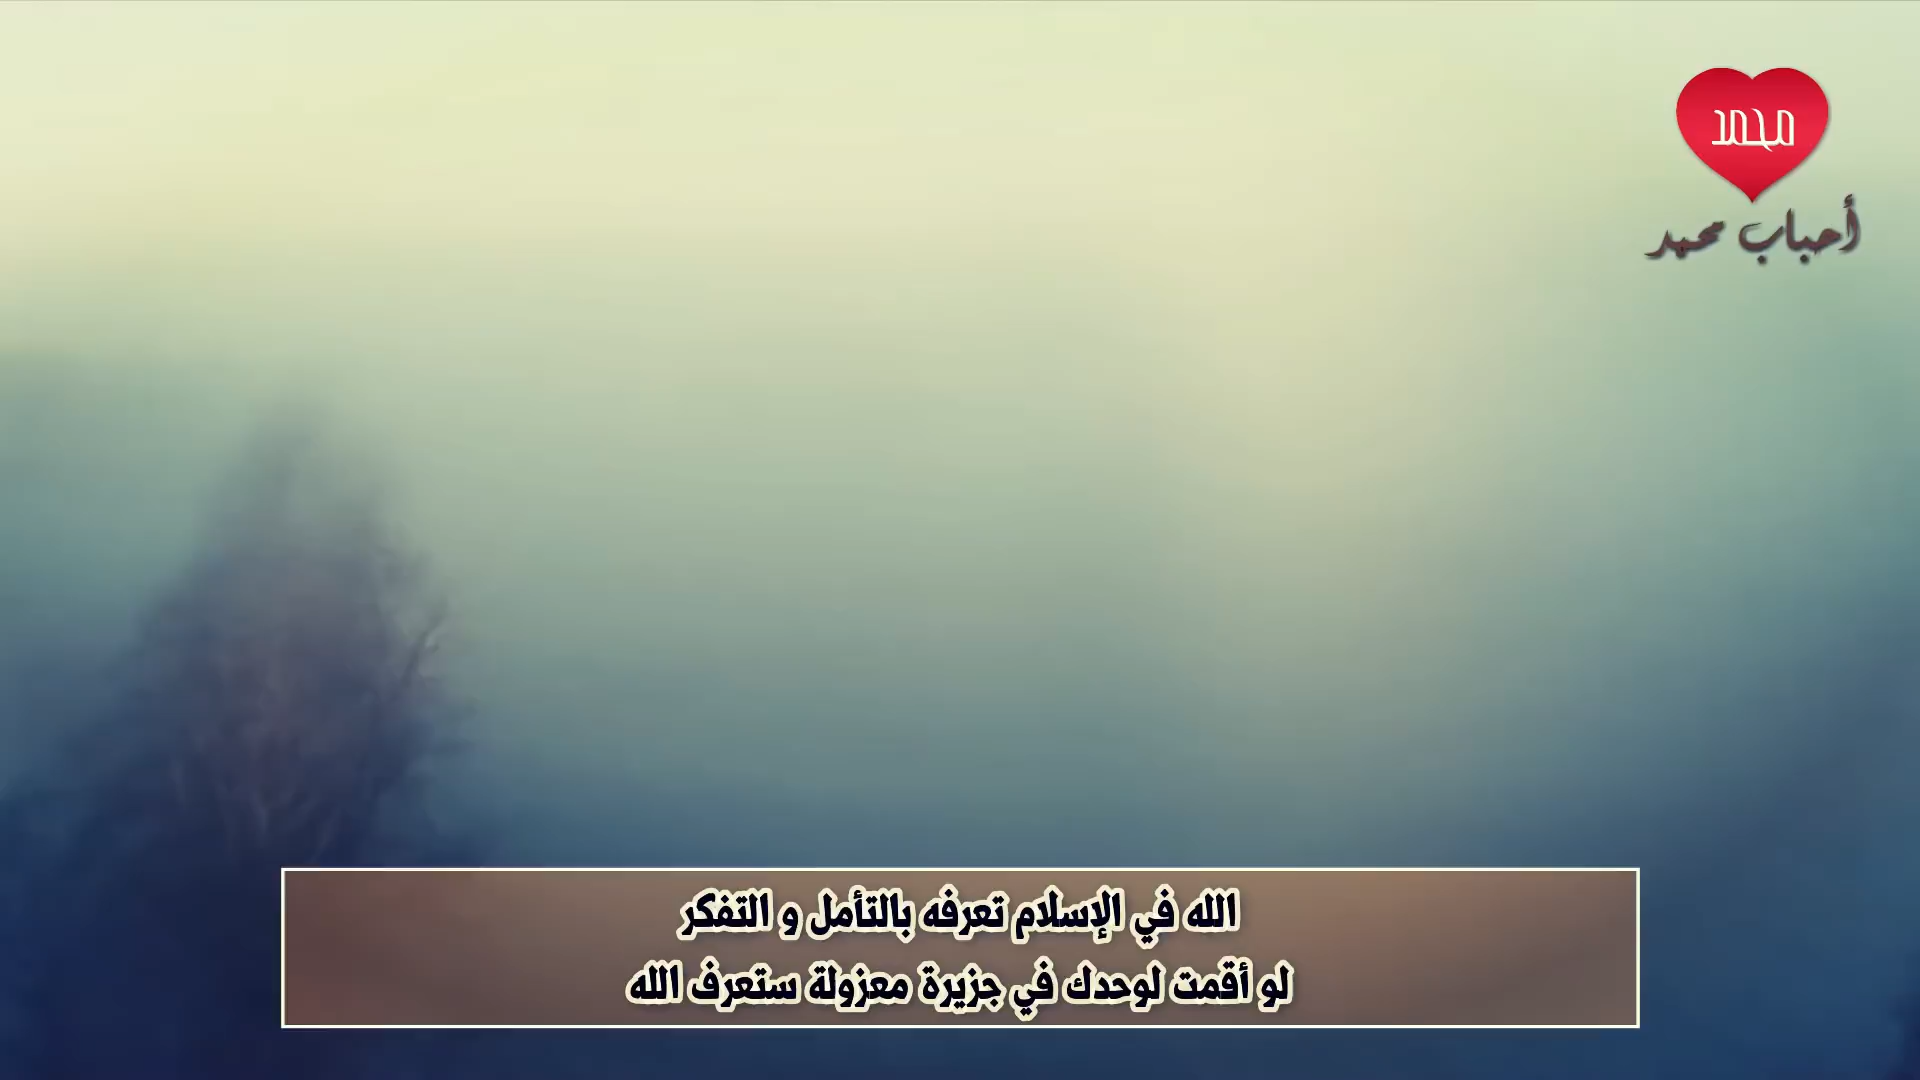 محمد
أحباب محمد
الله في الإسلام تعرفه بالتأمل و التفكر
لو أقمت لوحدك في جزيرة معزولة ستعرف الله